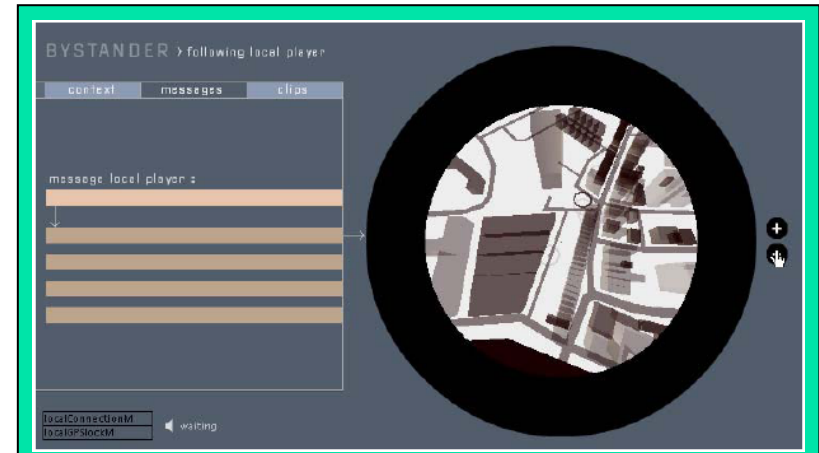 BYSTANDER > following local player
context messages clips
message local player :
localConnectionM
localGPSlockM
waiting
+